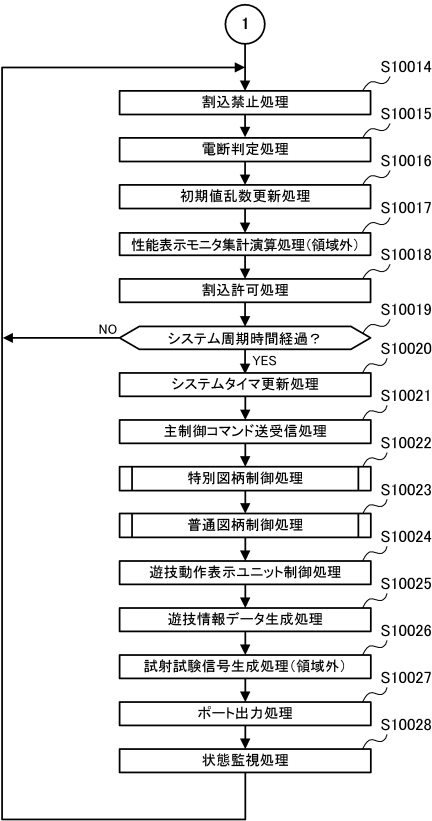 1
S10014
割込禁止処理
S10015
電断判定処理
S10016
初期値乱数更新処理
S10017
性能表示モニタ集計演算処理(領域外)
S10018
割込許可処理
S10019
システム周期時間経過?
NO
YES
S10020
システムタイマ更新処理
S10021
主制御コマンド送受信処理
S10022
特別図柄制御処理
S10023
普通図柄制御処理
S10024
遊技動作表示ユニット制御処理
S10025
遊技情報データ生成処理
S10026
試射試験信号生成処理(領域外)
S10027
ポート出力処理
S10028
状態監視処理